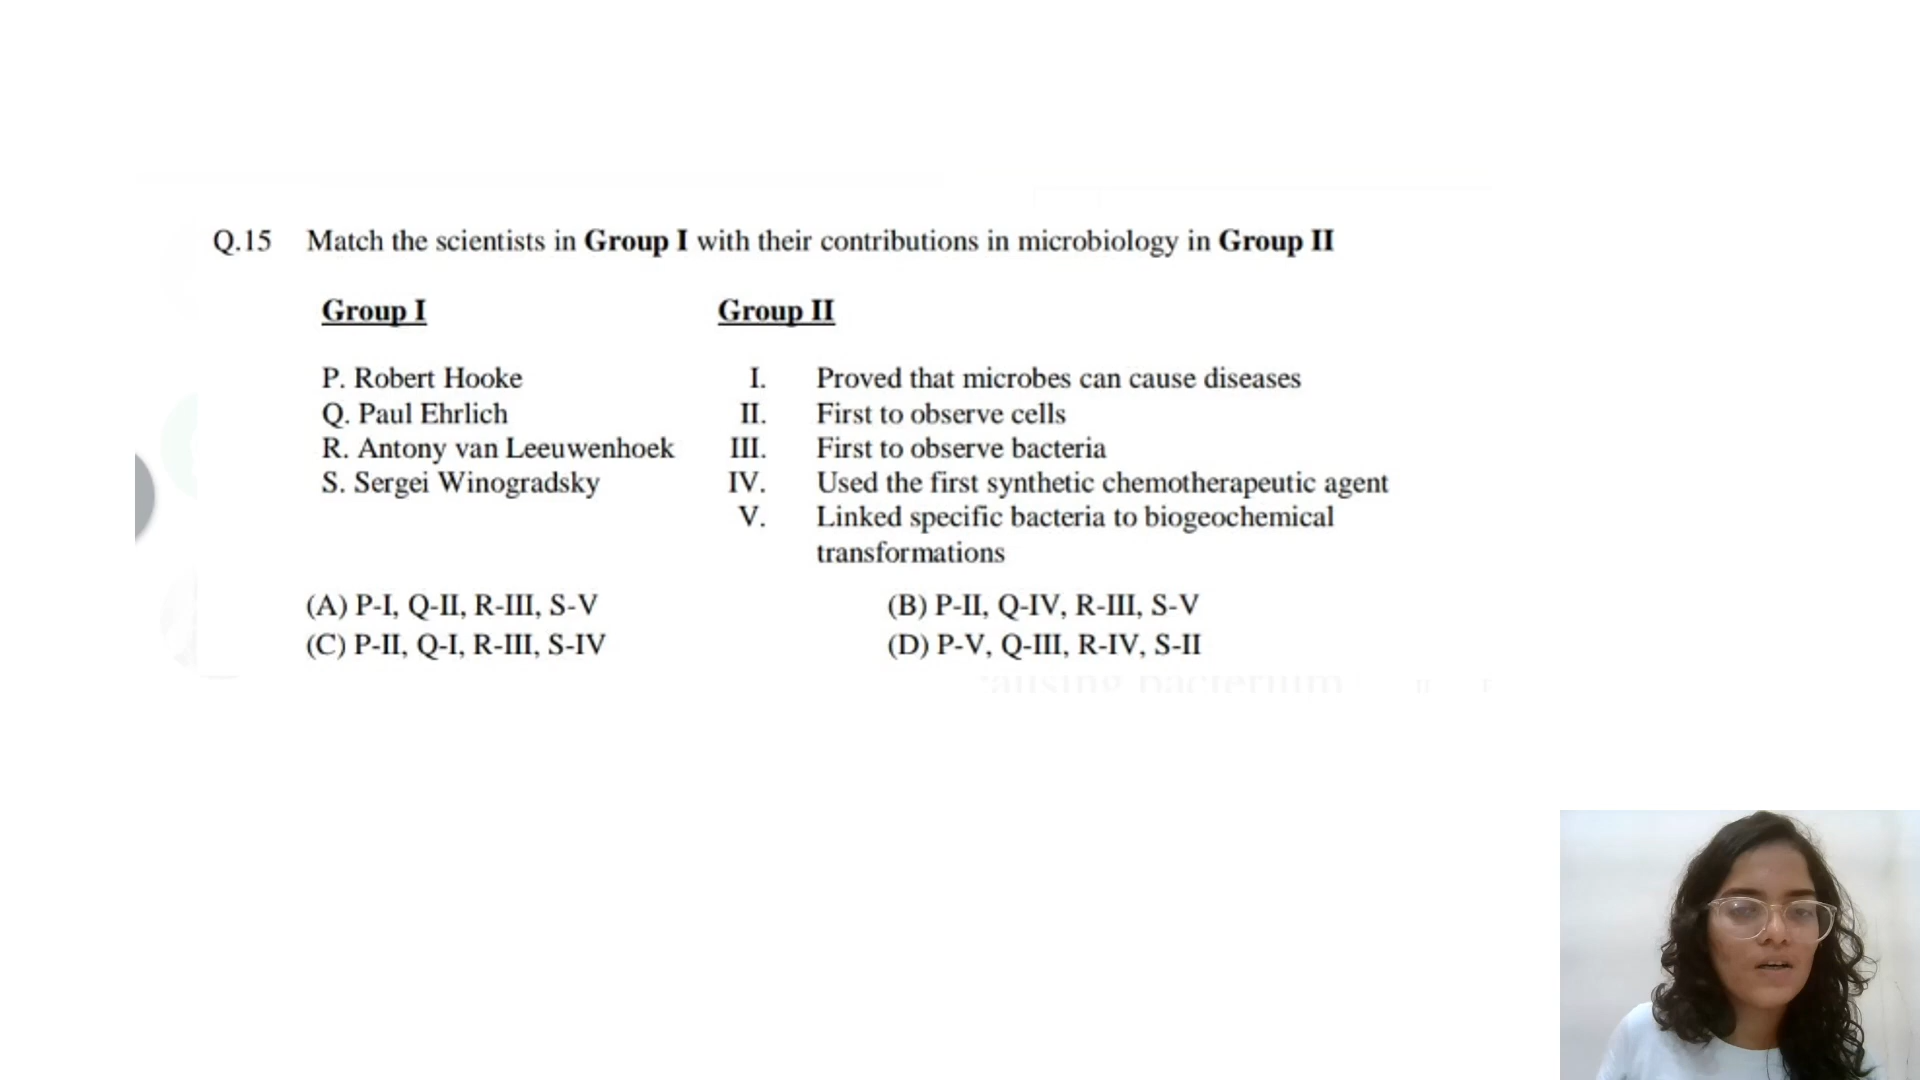 Q.15 Match the scientists in Group I with their contributions in microbiology in Group II
Group I Group II
P. Robert Hooke I. Proved that microbes can cause diseases
Q. Paul Ehrlich II. First to observe cells
R. Antony van Leeuwenhoek III. First to observe bacteria
S. Sergei Winogradsky IV. Used the first synthetic chemotherapeutic agent
V. Linked specific bacteria to biogeochemical
transformations
(A) P-I, Q-II, R-III, S-V (B) P-II, Q-IV, R-III, S-V
(C) P-II, Q-I, R-III, S-IV (D) P-V, Q-III, R-IV, S-II